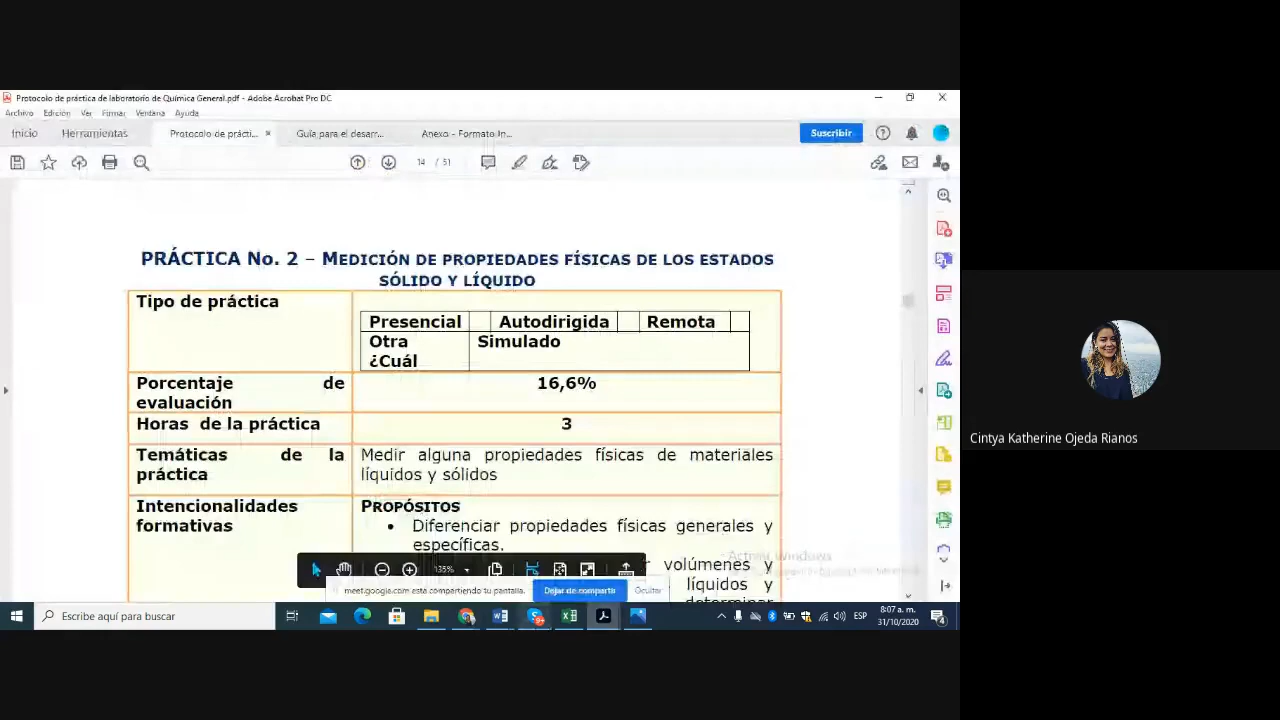 Protocolo de práctica de laboratorio de Química General.pdf - Adobe Acrobat Pro DC
Archivo Edición Ver Firmar Ventana Ayuda
Inicio Herramientas Protocolo de prácti... × Guía para el desarr... Anexo - Formato In... Suscribir
14 / 51
PRÁCTICA No. 2 – MEDICIÓN DE PROPIEDADES FÍSICAS DE LOS ESTADOS
SÓLIDO Y LÍQUIDO
Tipo de práctica
Presencial Autodirigida Remota
Otra Simulado
¿Cuál
Porcentaje de 16,6%
evaluación
Horas de la práctica 3
Temáticas de la Medir alguna propiedades físicas de materiales
práctica líquidos y sólidos
Intencionalidades PROPÓSITOS
formativas • Diferenciar propiedades físicas generales y
específicas.
volúmenes y
líquidos y
determinar
135%
Activar Windows
meet.google.com está compartiendo tu pantalla. Dejar de compartir Ocultar
Escribe aquí para buscar
ESP
8:07 a. m.
31/10/2020
4
Cintya Katherine Ojeda Rianos